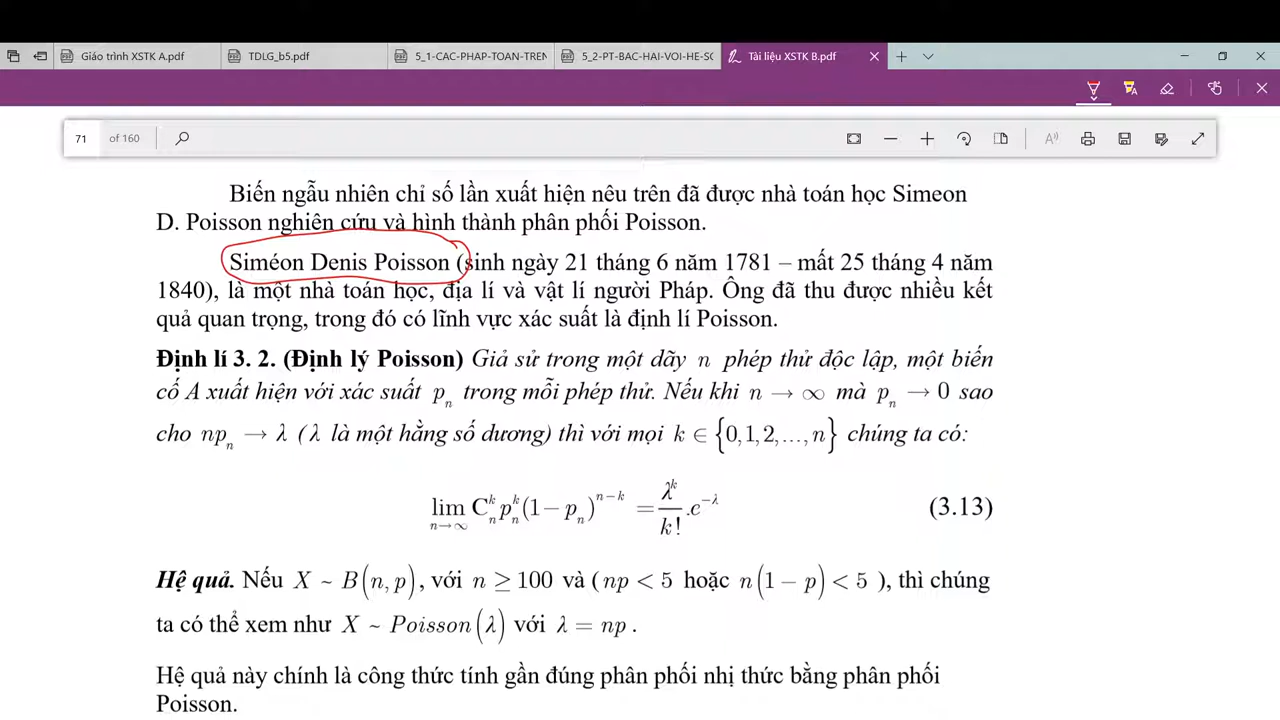 Giáo trình XSTK A.pdf TDLG_b5.pdf 5_1-CAC-PHAP-TOAN-TREN 5_2-PT-BAC-HAI-VOI-HE-SC Tài liệu XSTK B.pdf
71 of 160
Biến ngẫu nhiên chỉ số lần xuất hiện nêu trên đã được nhà toán học Simeon
D. Poisson nghiên cứu và hình thành phân phối Poisson.
Siméon Denis Poisson (sinh ngày 21 tháng 6 năm 1781 – mất 25 tháng 4 năm
1840), là một nhà toán học, địa lí và vật lí người Pháp. Ông đã thu được nhiều kết
quả quan trọng, trong đó có lĩnh vực xác suất là định lí Poisson.
Định lí 3. 2. (Định lý Poisson) Giả sử trong một dãy n phép thử độc lập, một biến
cố A xuất hiện với xác suất pₙ trong mỗi phép thử. Nếu khi n → ∞ mà pₙ → 0 sao
cho npₙ → λ (λ là một hằng số dương) thì với mọi k ∈ {0,1,2,...,n} chúng ta có:
lim_{n→∞} C_n^k p_n^k (1 − p_n)^{n−k} = λ^k / k! .e^{−λ} (3.13)
Hệ quả. Nếu X ~ B(n, p), với n ≥ 100 và (np < 5 hoặc n(1 − p) < 5 ), thì chúng
ta có thể xem như X ~ Poisson(λ) với λ = np .
Hệ quả này chính là công thức tính gần đúng phân phối nhị thức bằng phân phối
Poisson.